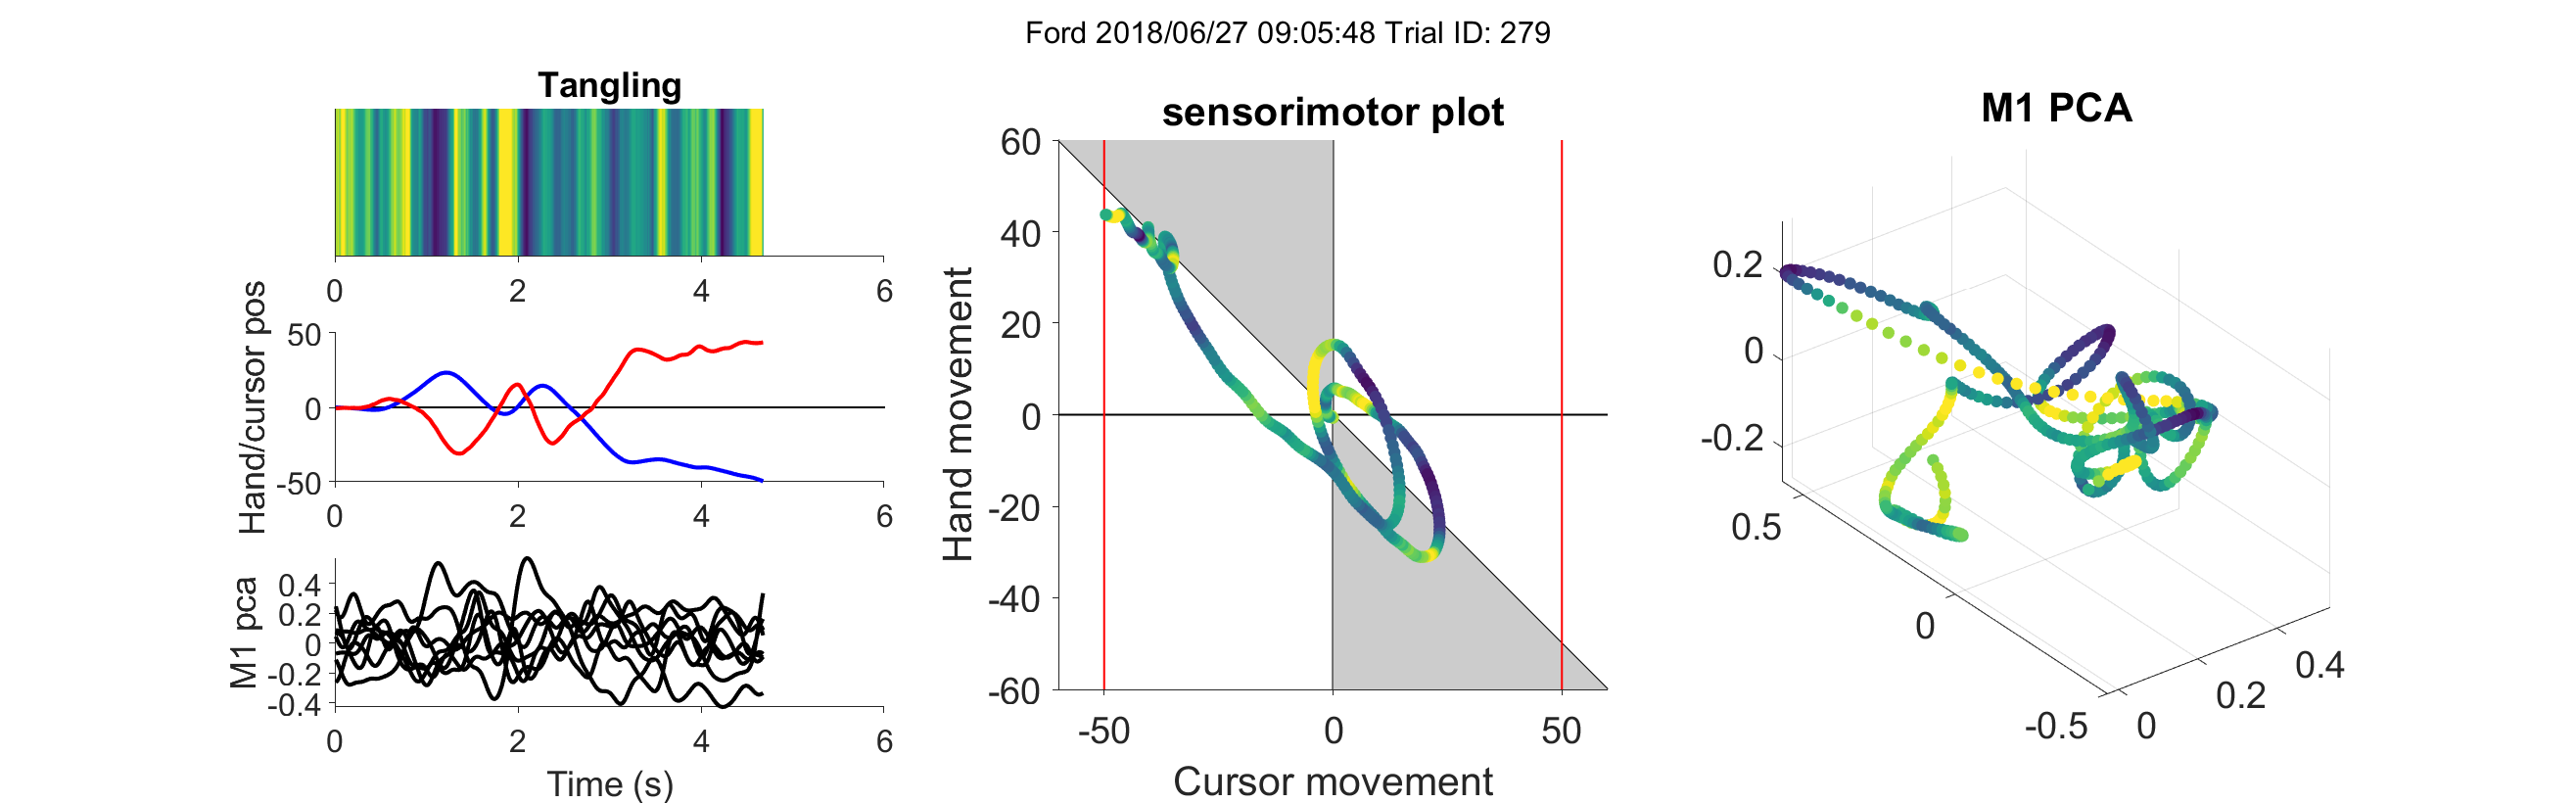 Ford 2018/06/27 09:05:48 Trial ID: 279
Tangling
0 2 4 6
Hand/cursor pos
50
0
-50
0 2 4 6
M1 pca
0.4
0.2
0
-0.2
-0.4
0 2 4 6
Time (s)
sensorimotor plot
Hand movement
60
40
20
0
-20
-40
-60
-50 0 50
Cursor movement
M1 PCA
0.2
0
-0.2
0.5
0
-0.5
0
0.2
0.4